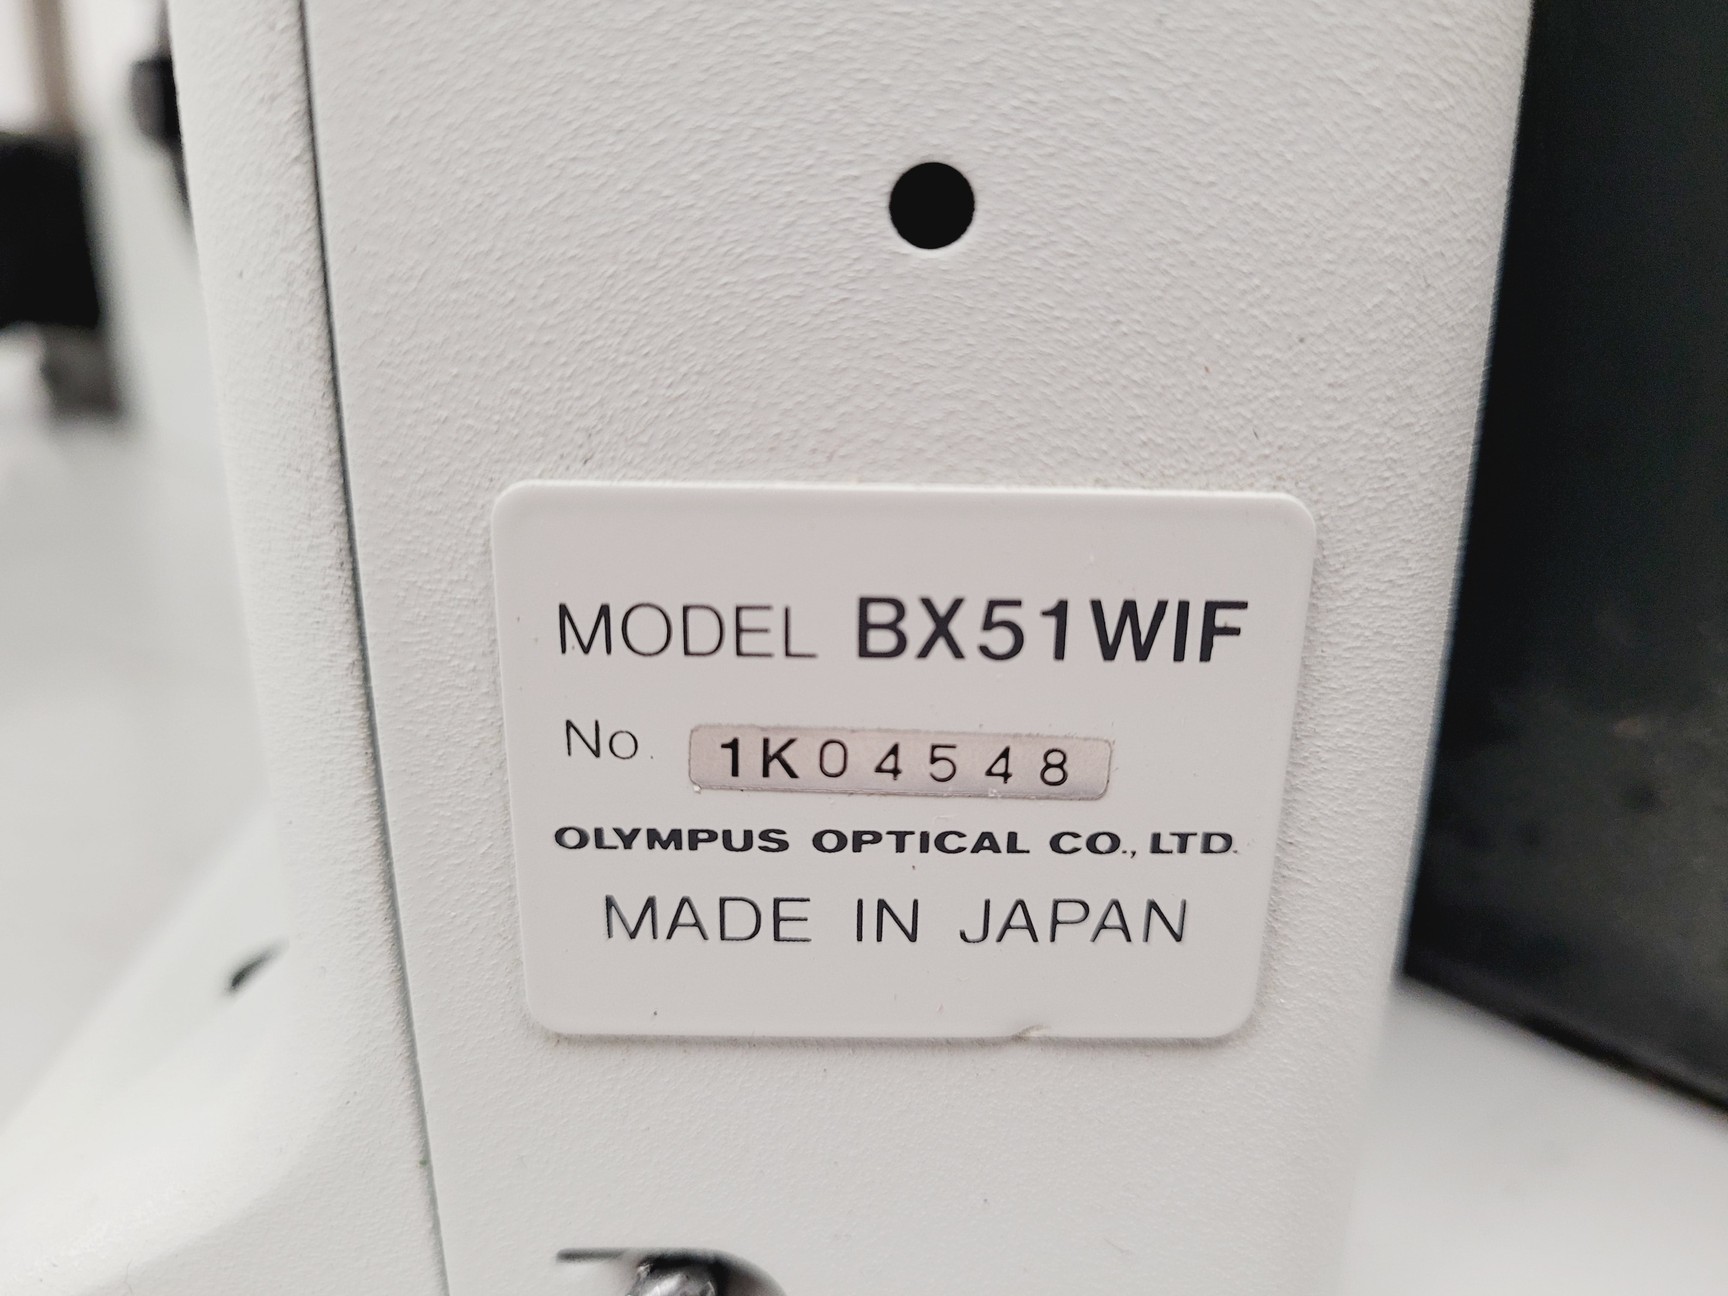 MODEL BX51WIF
No. 1K04548
OLYMPUS OPTICAL CO., LTD.
MADE IN JAPAN